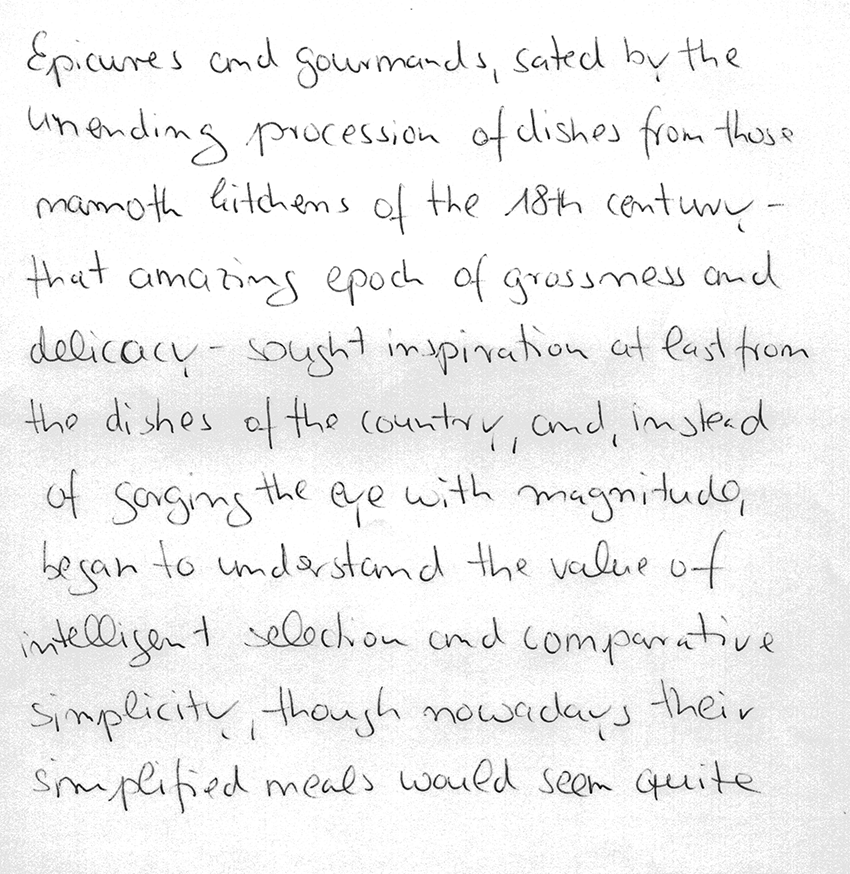 Epicures and gourmands, sated by the
unending procession of dishes from those
mamoth kitchens of the 18th century -
that amazing epoch of grossness and
delicacy - sought inspiration at last from
the dishes of the country, and, instead
of gorging the eye with magnitude,
began to understand the value of
intelligent selection and comparative
simplicity, though nowadays their
simplified meals would seem quite